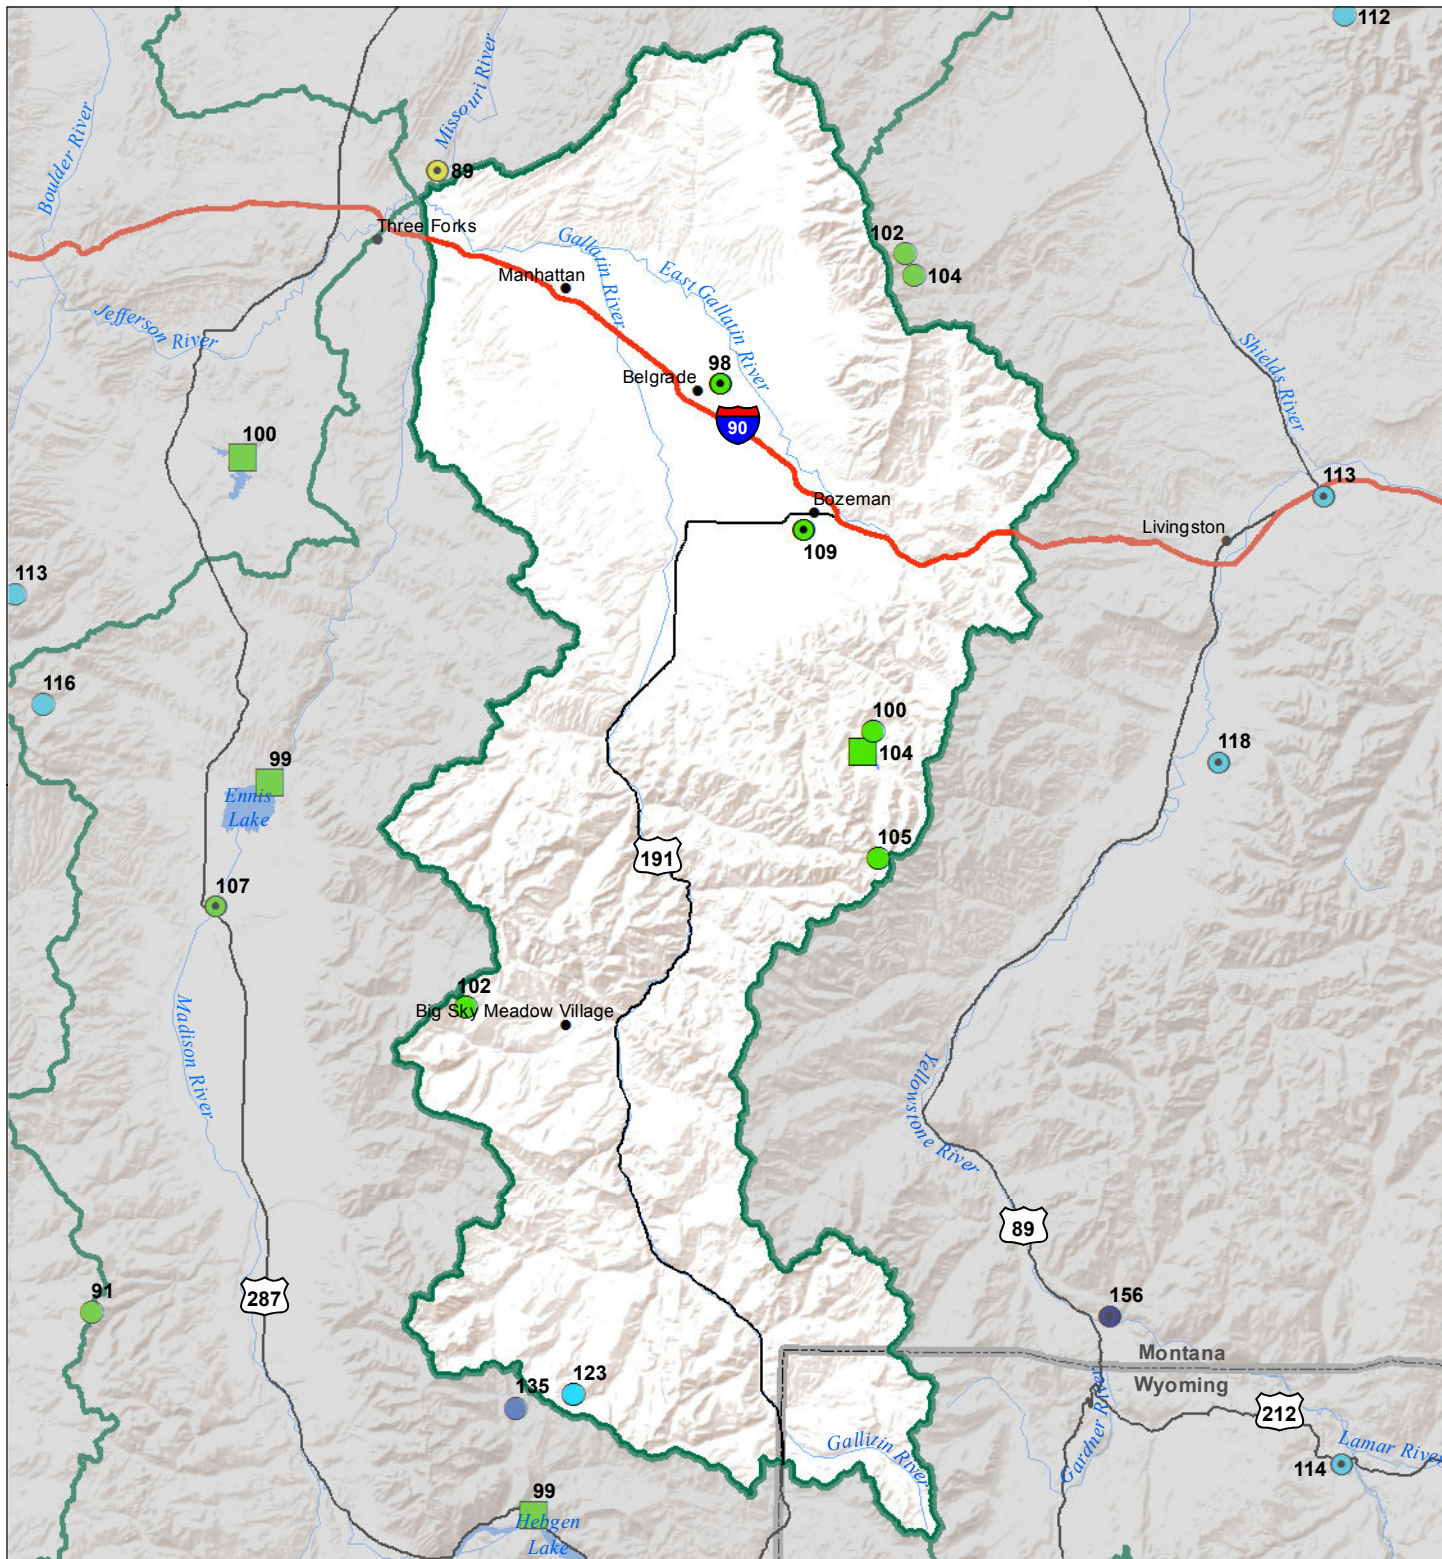 112
Missouri River
Boulder River
89
Three Forks
Gallatin River
East Gallatin River
102
104
Manhattan
Jefferson River
Shields River
98
Belgrade
90
100
113
Bozeman
Livingston
109
113
116
100
104
118
99
Ennis
Lake
191
105
107
102
Big Sky Meadow Village
Madison River
Yellowstone River
89
91
287
156
Montana
Wyoming
135
123
212
Gardner River
Gallitin River
Lamar River
114
99
Hebgen
Lake